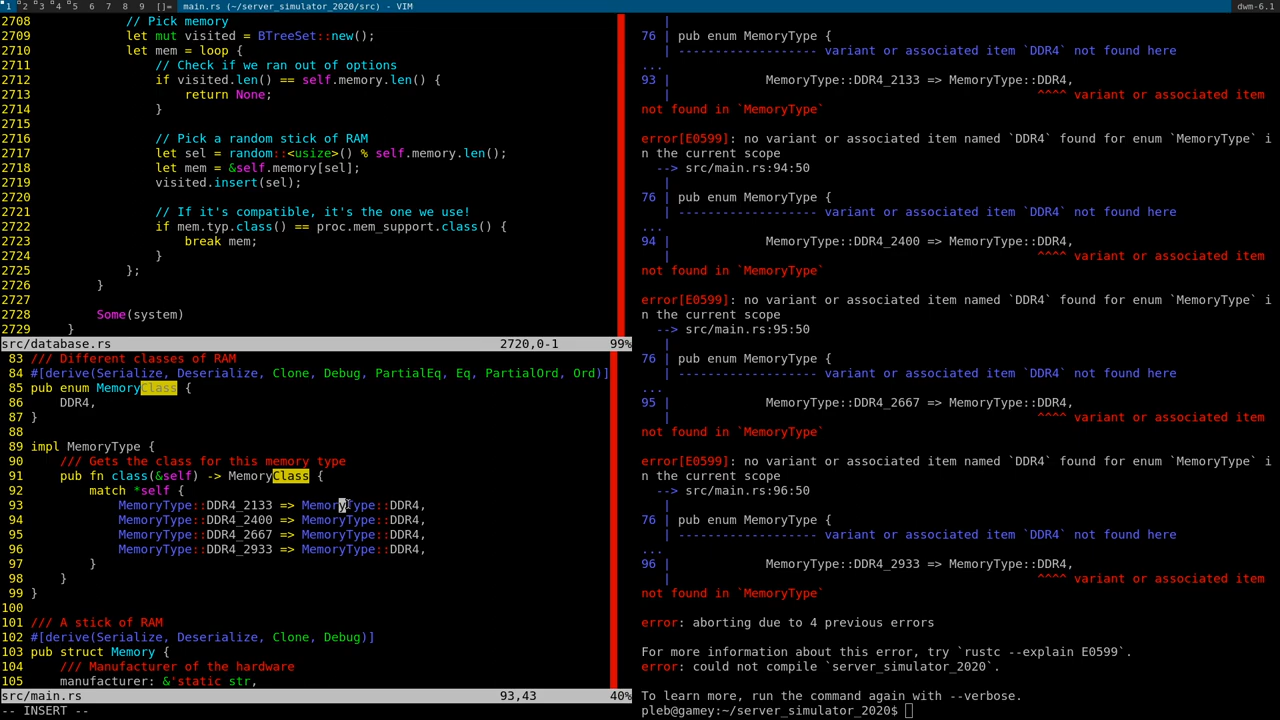 1 2 3 4 5 6 7 8 9 []= main.rs (~/server_simulator_2020/src) - VIM dwm-6.1
2708 // Pick memory
2709 let mut visited = BTreeSet::new();
2710 let mem = loop {
2711 // Check if we ran out of options
2712 if visited.len() == self.memory.len() {
2713 return None;
2714 }
2715
2716 // Pick a random stick of RAM
2717 let sel = random::<usize>() % self.memory.len();
2718 let mem = &self.memory[sel];
2719 visited.insert(sel);
2720
2721 // If it's compatible, it's the one we use!
2722 if mem.typ.class() == proc.mem_support.class() {
2723 break mem;
2724 }
2725 };
2726 }
2727
2728 Some(system)
2729 }
src/database.rs 2720,0-1 99%
83 /// Different classes of RAM
84 #[derive(Serialize, Deserialize, Clone, Debug, PartialEq, Eq, PartialOrd, Ord)]
85 pub enum MemoryClass {
86 DDR4,
87 }
88
89 impl MemoryType {
90 /// Gets the class for this memory type
91 pub fn class(&self) -> MemoryClass {
92 match *self {
93 MemoryType::DDR4_2133 => MemoryType::DDR4,
94 MemoryType::DDR4_2400 => MemoryType::DDR4,
95 MemoryType::DDR4_2667 => MemoryType::DDR4,
96 MemoryType::DDR4_2933 => MemoryType::DDR4,
97 }
98 }
99 }
100
101 /// A stick of RAM
102 #[derive(Serialize, Deserialize, Clone, Debug)]
103 pub struct Memory {
104 /// Manufacturer of the hardware
105 manufacturer: &'static str,
src/main.rs 93,43 40%
-- INSERT --
|
76 | pub enum MemoryType {
| ------------------- variant or associated item `DDR4` not found here
...
93 | MemoryType::DDR4_2133 => MemoryType::DDR4,
| ^^^^ variant or associated item
not found in `MemoryType`

error[E0599]: no variant or associated item named `DDR4` found for enum `MemoryType` i
n the current scope
--> src/main.rs:94:50
|
76 | pub enum MemoryType {
| ------------------- variant or associated item `DDR4` not found here
...
94 | MemoryType::DDR4_2400 => MemoryType::DDR4,
| ^^^^ variant or associated item
not found in `MemoryType`

error[E0599]: no variant or associated item named `DDR4` found for enum `MemoryType` i
n the current scope
--> src/main.rs:95:50
|
76 | pub enum MemoryType {
| ------------------- variant or associated item `DDR4` not found here
...
95 | MemoryType::DDR4_2667 => MemoryType::DDR4,
| ^^^^ variant or associated item
not found in `MemoryType`

error[E0599]: no variant or associated item named `DDR4` found for enum `MemoryType` i
n the current scope
--> src/main.rs:96:50
|
76 | pub enum MemoryType {
| ------------------- variant or associated item `DDR4` not found here
...
96 | MemoryType::DDR4_2933 => MemoryType::DDR4,
| ^^^^ variant or associated item
not found in `MemoryType`

error: aborting due to 4 previous errors

For more information about this error, try `rustc --explain E0599`.
error: could not compile `server_simulator_2020`.

To learn more, run the command again with --verbose.
pleb@gamey:~/server_simulator_2020$